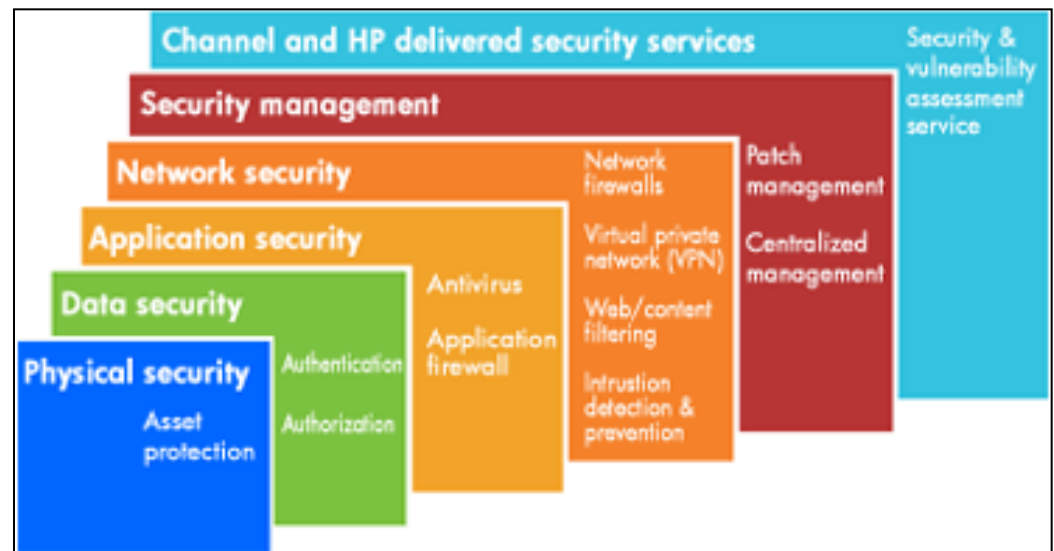 Channel and HP delivered security services
Security &
vulnerability
assessment
service
Security management
Patch
management
Centralized
management
Network security
Network
firewalls
Virtual private
network (VPN)
Web/content
filtering
Intrustion
detection &
prevention
Application security
Antivirus
Application
firewall
Data security
Authentication
Authorization
Physical security
Asset
protection